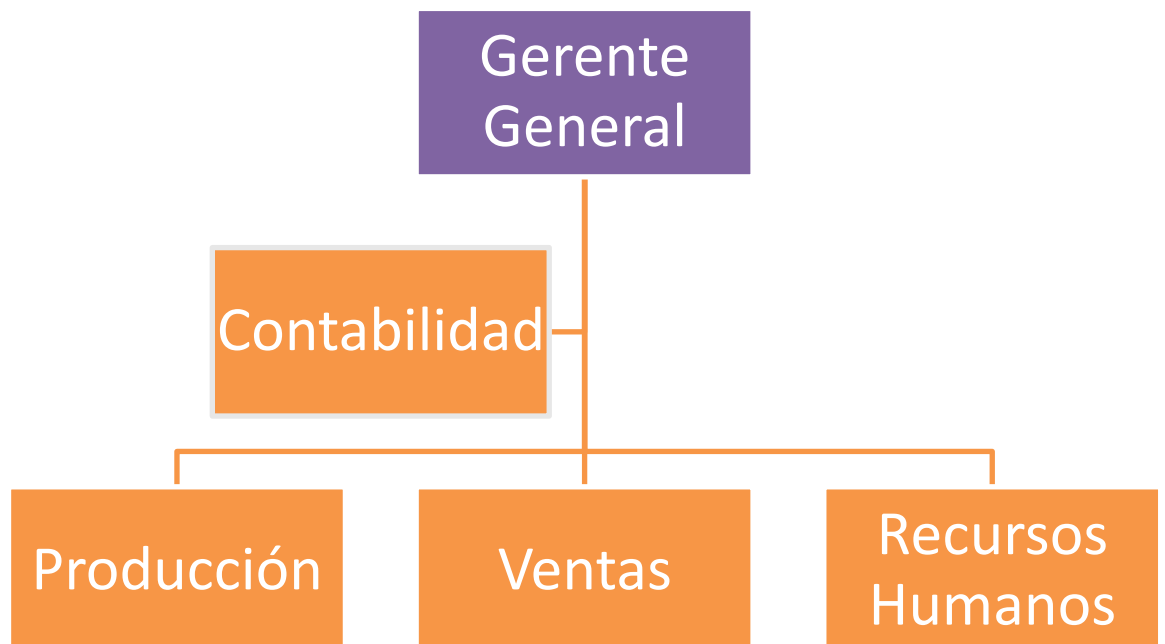 Gerente
General
Contabilidad
Producción
Ventas
Recursos
Humanos